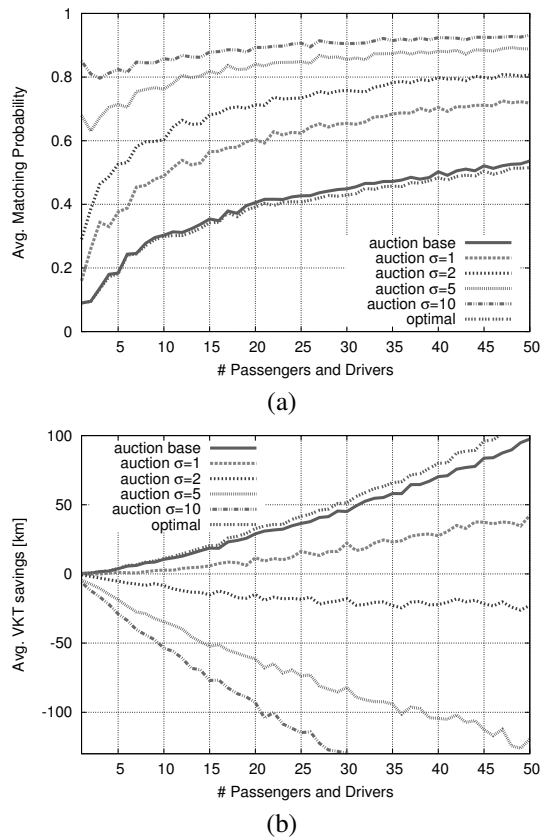 1
0.8
0.6
0.4
0.2
0
Avg. Matching Probability
auction base
auction σ=1
auction σ=2
auction σ=5
auction σ=10
optimal
5 10 15 20 25 30 35 40 45 50
# Passengers and Drivers
(a)
100
50
0
-50
-100
Avg. VKT savings [km]
auction base
auction σ=1
auction σ=2
auction σ=5
auction σ=10
optimal
5 10 15 20 25 30 35 40 45 50
# Passengers and Drivers
(b)